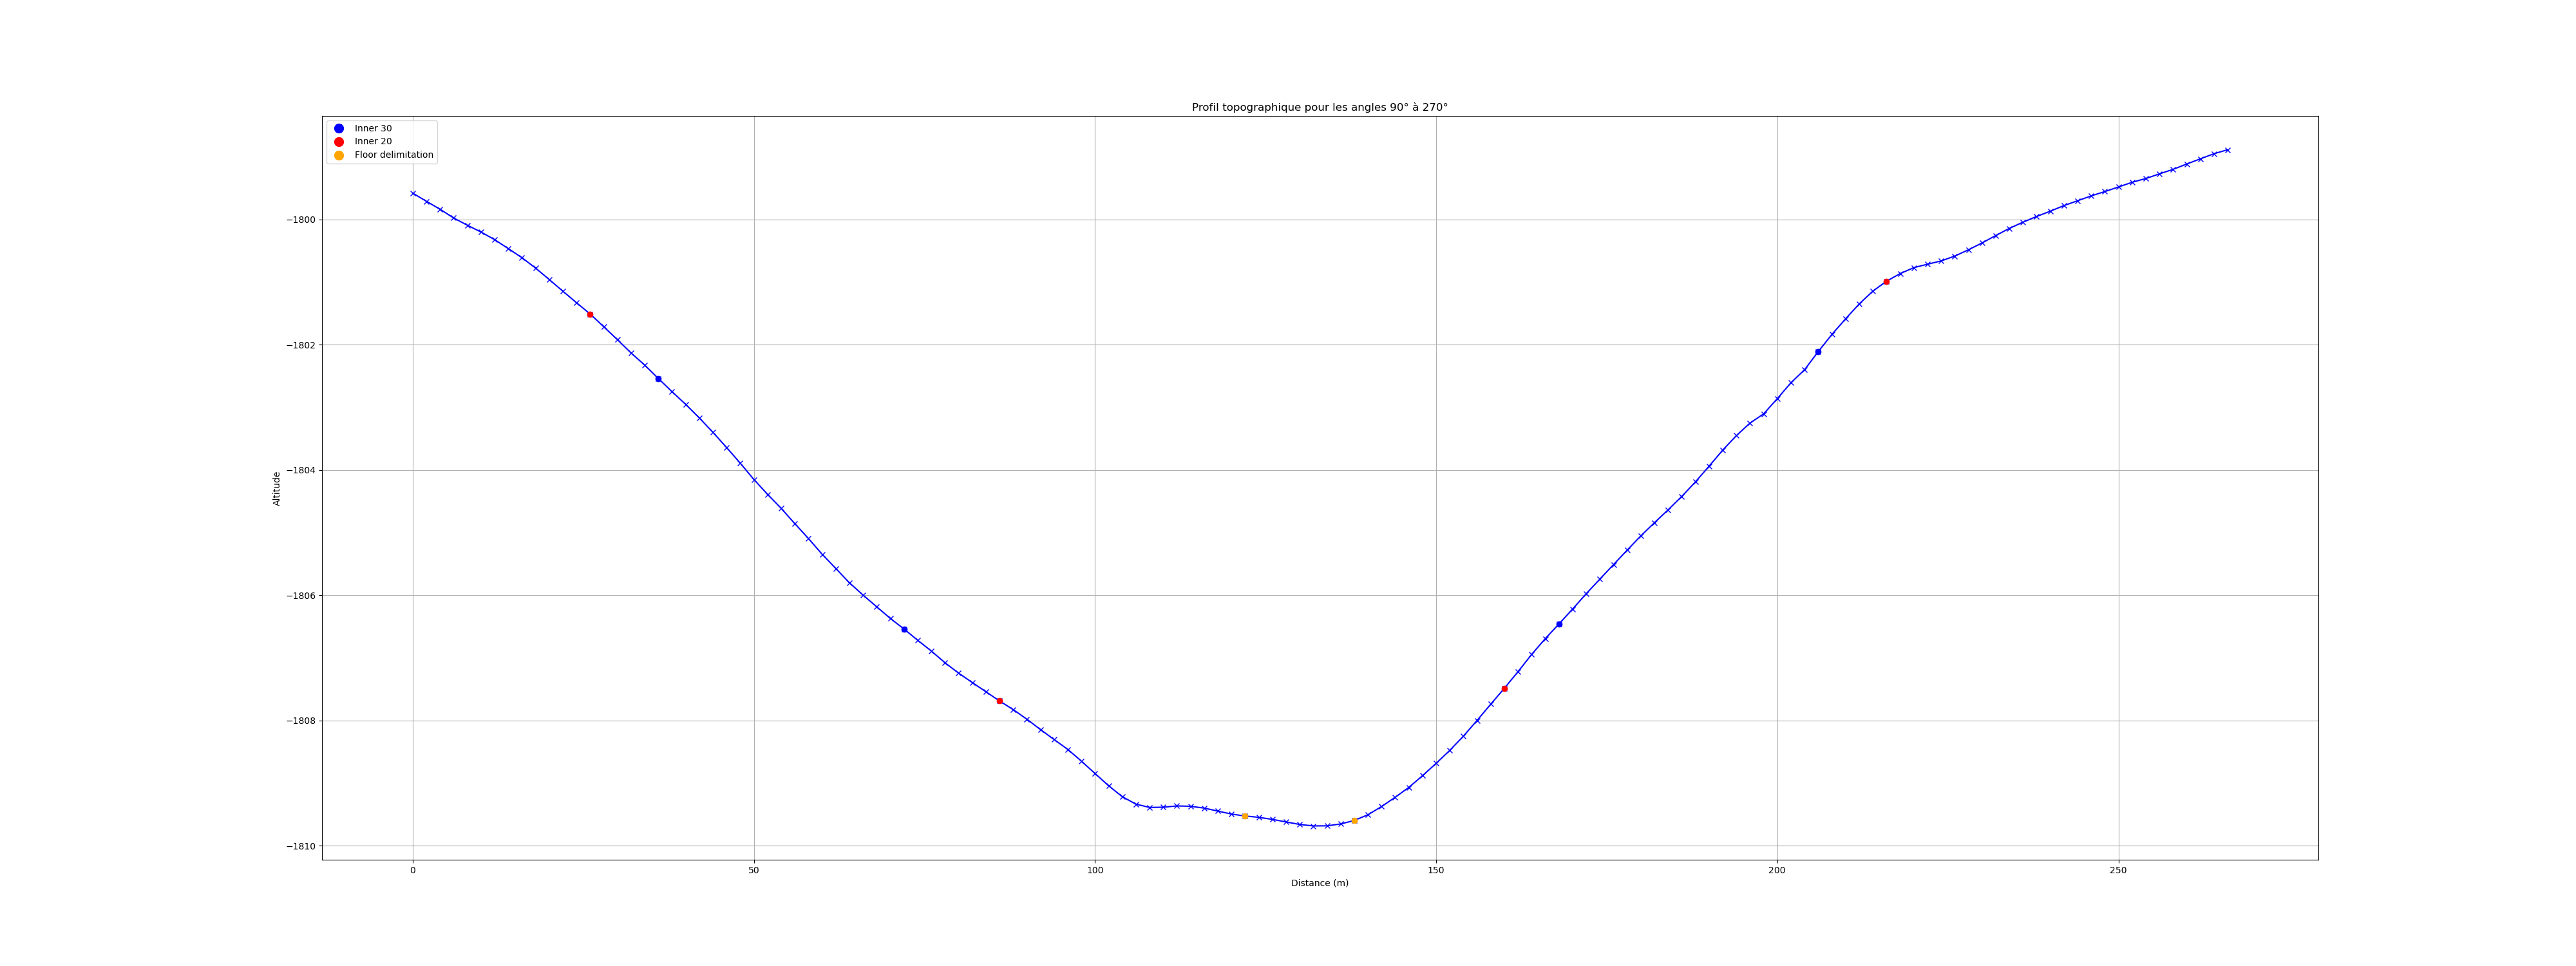 Profil topographique pour les angles 90° à 270°
Inner 30
Inner 20
Floor delimitation
−1800
−1802
−1804
−1806
−1808
−1810
Altitude
0
50
100
150
200
250
Distance (m)